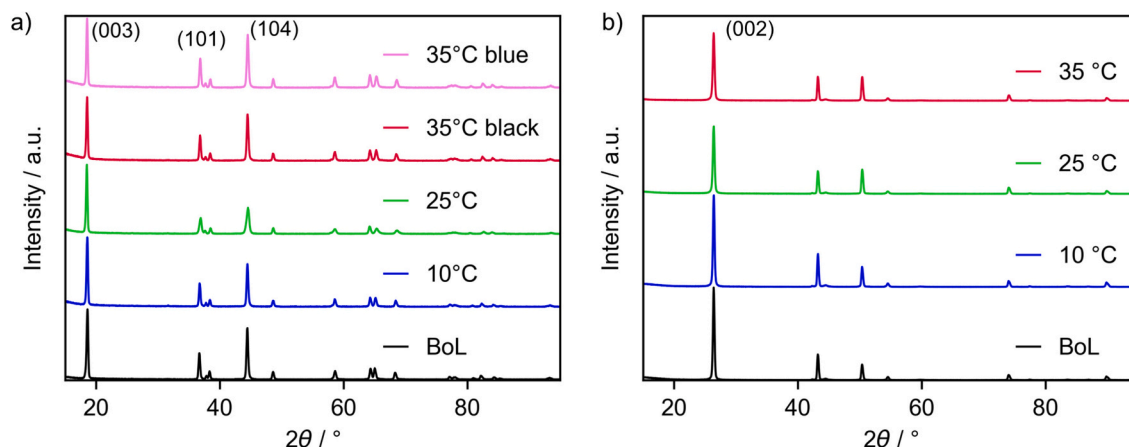 a)
(003)
(101)
(104)
35°C blue
35°C black
25°C
10°C
BoL
Intensity / a.u.
20
40
60
80
2θ / °
b)
(002)
35 °C
25 °C
10 °C
BoL
Intensity / a.u.
20
40
60
80
2θ / °